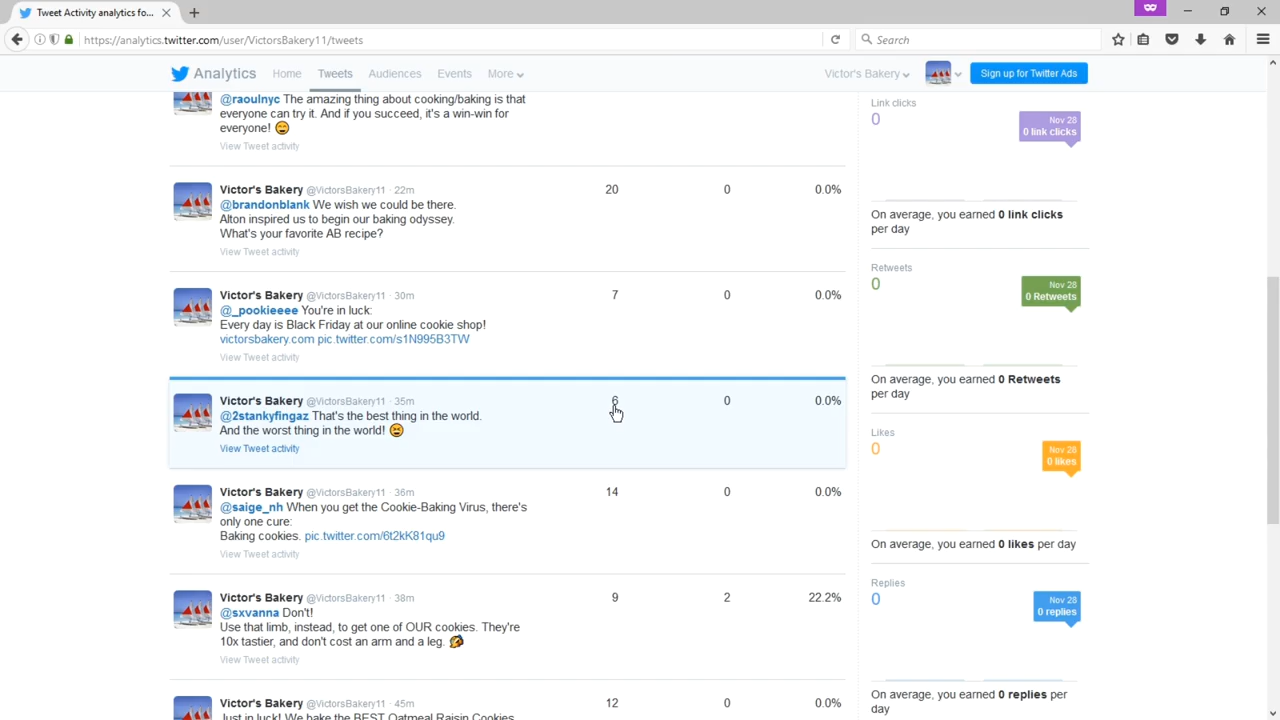 Tweet Activity analytics fo...
https://analytics.twitter.com/user/VictorsBakery11/tweets
Search
Analytics Home Tweets Audiences Events More Victor's Bakery Sign up for Twitter Ads
@raoulnyc The amazing thing about cooking/baking is that
everyone can try it. And if you succeed, it's a win-win for
everyone!
View Tweet activity
Victor's Bakery @VictorsBakery11 · 22m 20 0 0.0%
@brandonblank We wish we could be there.
Alton inspired us to begin our baking odyssey.
What's your favorite AB recipe?
View Tweet activity
Victor's Bakery @VictorsBakery11 · 30m 7 0 0.0%
@_pookieeee You're in luck:
Every day is Black Friday at our online cookie shop!
victorsbakery.com pic.twitter.com/s1N995B3TW
View Tweet activity
Victor's Bakery @VictorsBakery11 · 35m 6 0 0.0%
@2stankyfingaz That's the best thing in the world.
And the worst thing in the world!
View Tweet activity
Victor's Bakery @VictorsBakery11 · 36m 14 0 0.0%
@saige_nh When you get the Cookie-Baking Virus, there's
only one cure:
Baking cookies. pic.twitter.com/6t2kK81qu9
View Tweet activity
Victor's Bakery @VictorsBakery11 · 38m 9 2 22.2%
@sxvanna Don't!
Use that limb, instead, to get one of OUR cookies. They're
10x tastier, and don't cost an arm and a leg.
View Tweet activity
Victor's Bakery @VictorsBakery11 · 45m 12 0 0.0%
Just in luck! We bake the BEST Oatmeal Raisin Cookies
Link clicks
0
Nov 28
0 link clicks
On average, you earned 0 link clicks
per day
Retweets
0
Nov 28
0 Retweets
On average, you earned 0 Retweets
per day
Likes
0
Nov 28
0 likes
On average, you earned 0 likes per day
Replies
0
Nov 28
0 replies
On average, you earned 0 replies per
day